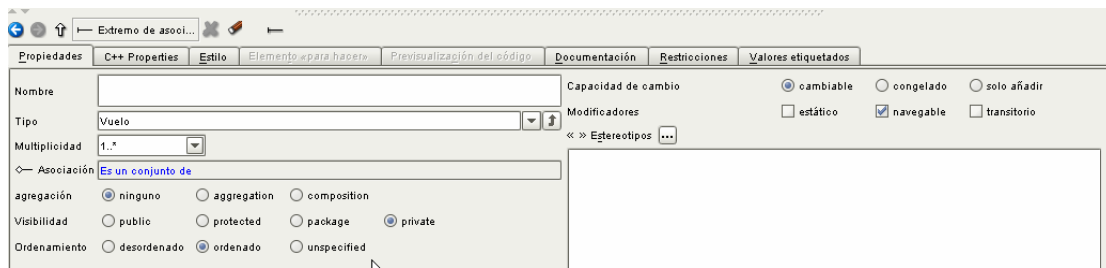 Extremo de asoci...
Propiedades C++ Properties Estilo Elemento «para hacer» Previsualización del código Documentación Restricciones Valores etiquetados
Nombre
Tipo Vuelo
Multiplicidad 1..*
Asociación Es un conjunto de
agregación ninguno aggregation composition
Visibilidad public protected package private
Ordenamiento desordenado ordenado unspecified
Capacidad de cambio cambiable congelado solo añadir
Modificadores estático navegable transitorio
« » Estereotipos ...